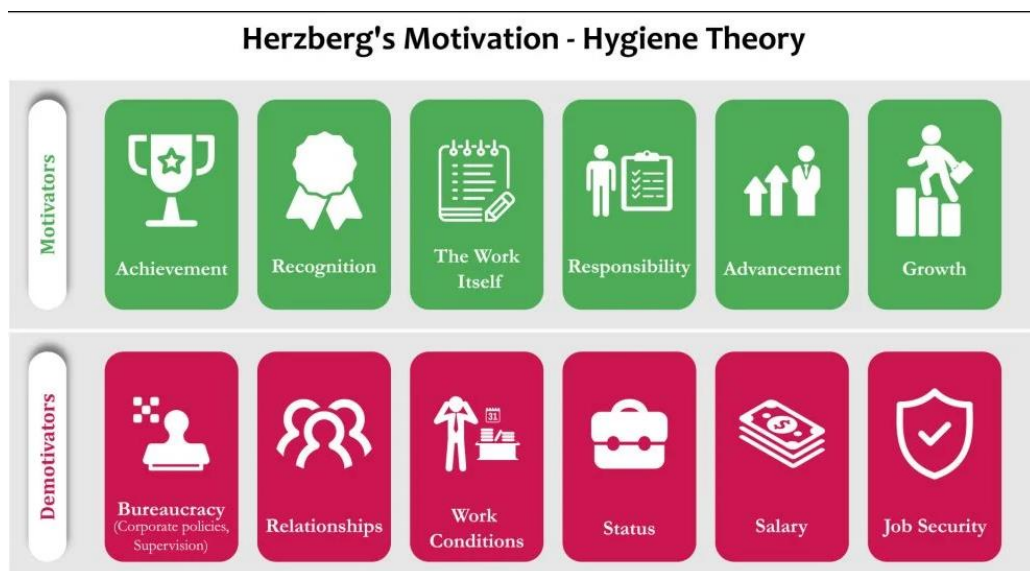 Herzberg's Motivation - Hygiene Theory
Motivators
Achievement
Recognition
The Work
Itself
Responsibility
Advancement
Growth
Demotivators
Bureaucracy
(Corporate policies,
Supervision)
Relationships
Work
Conditions
31
Status
$
Salary
Job Security